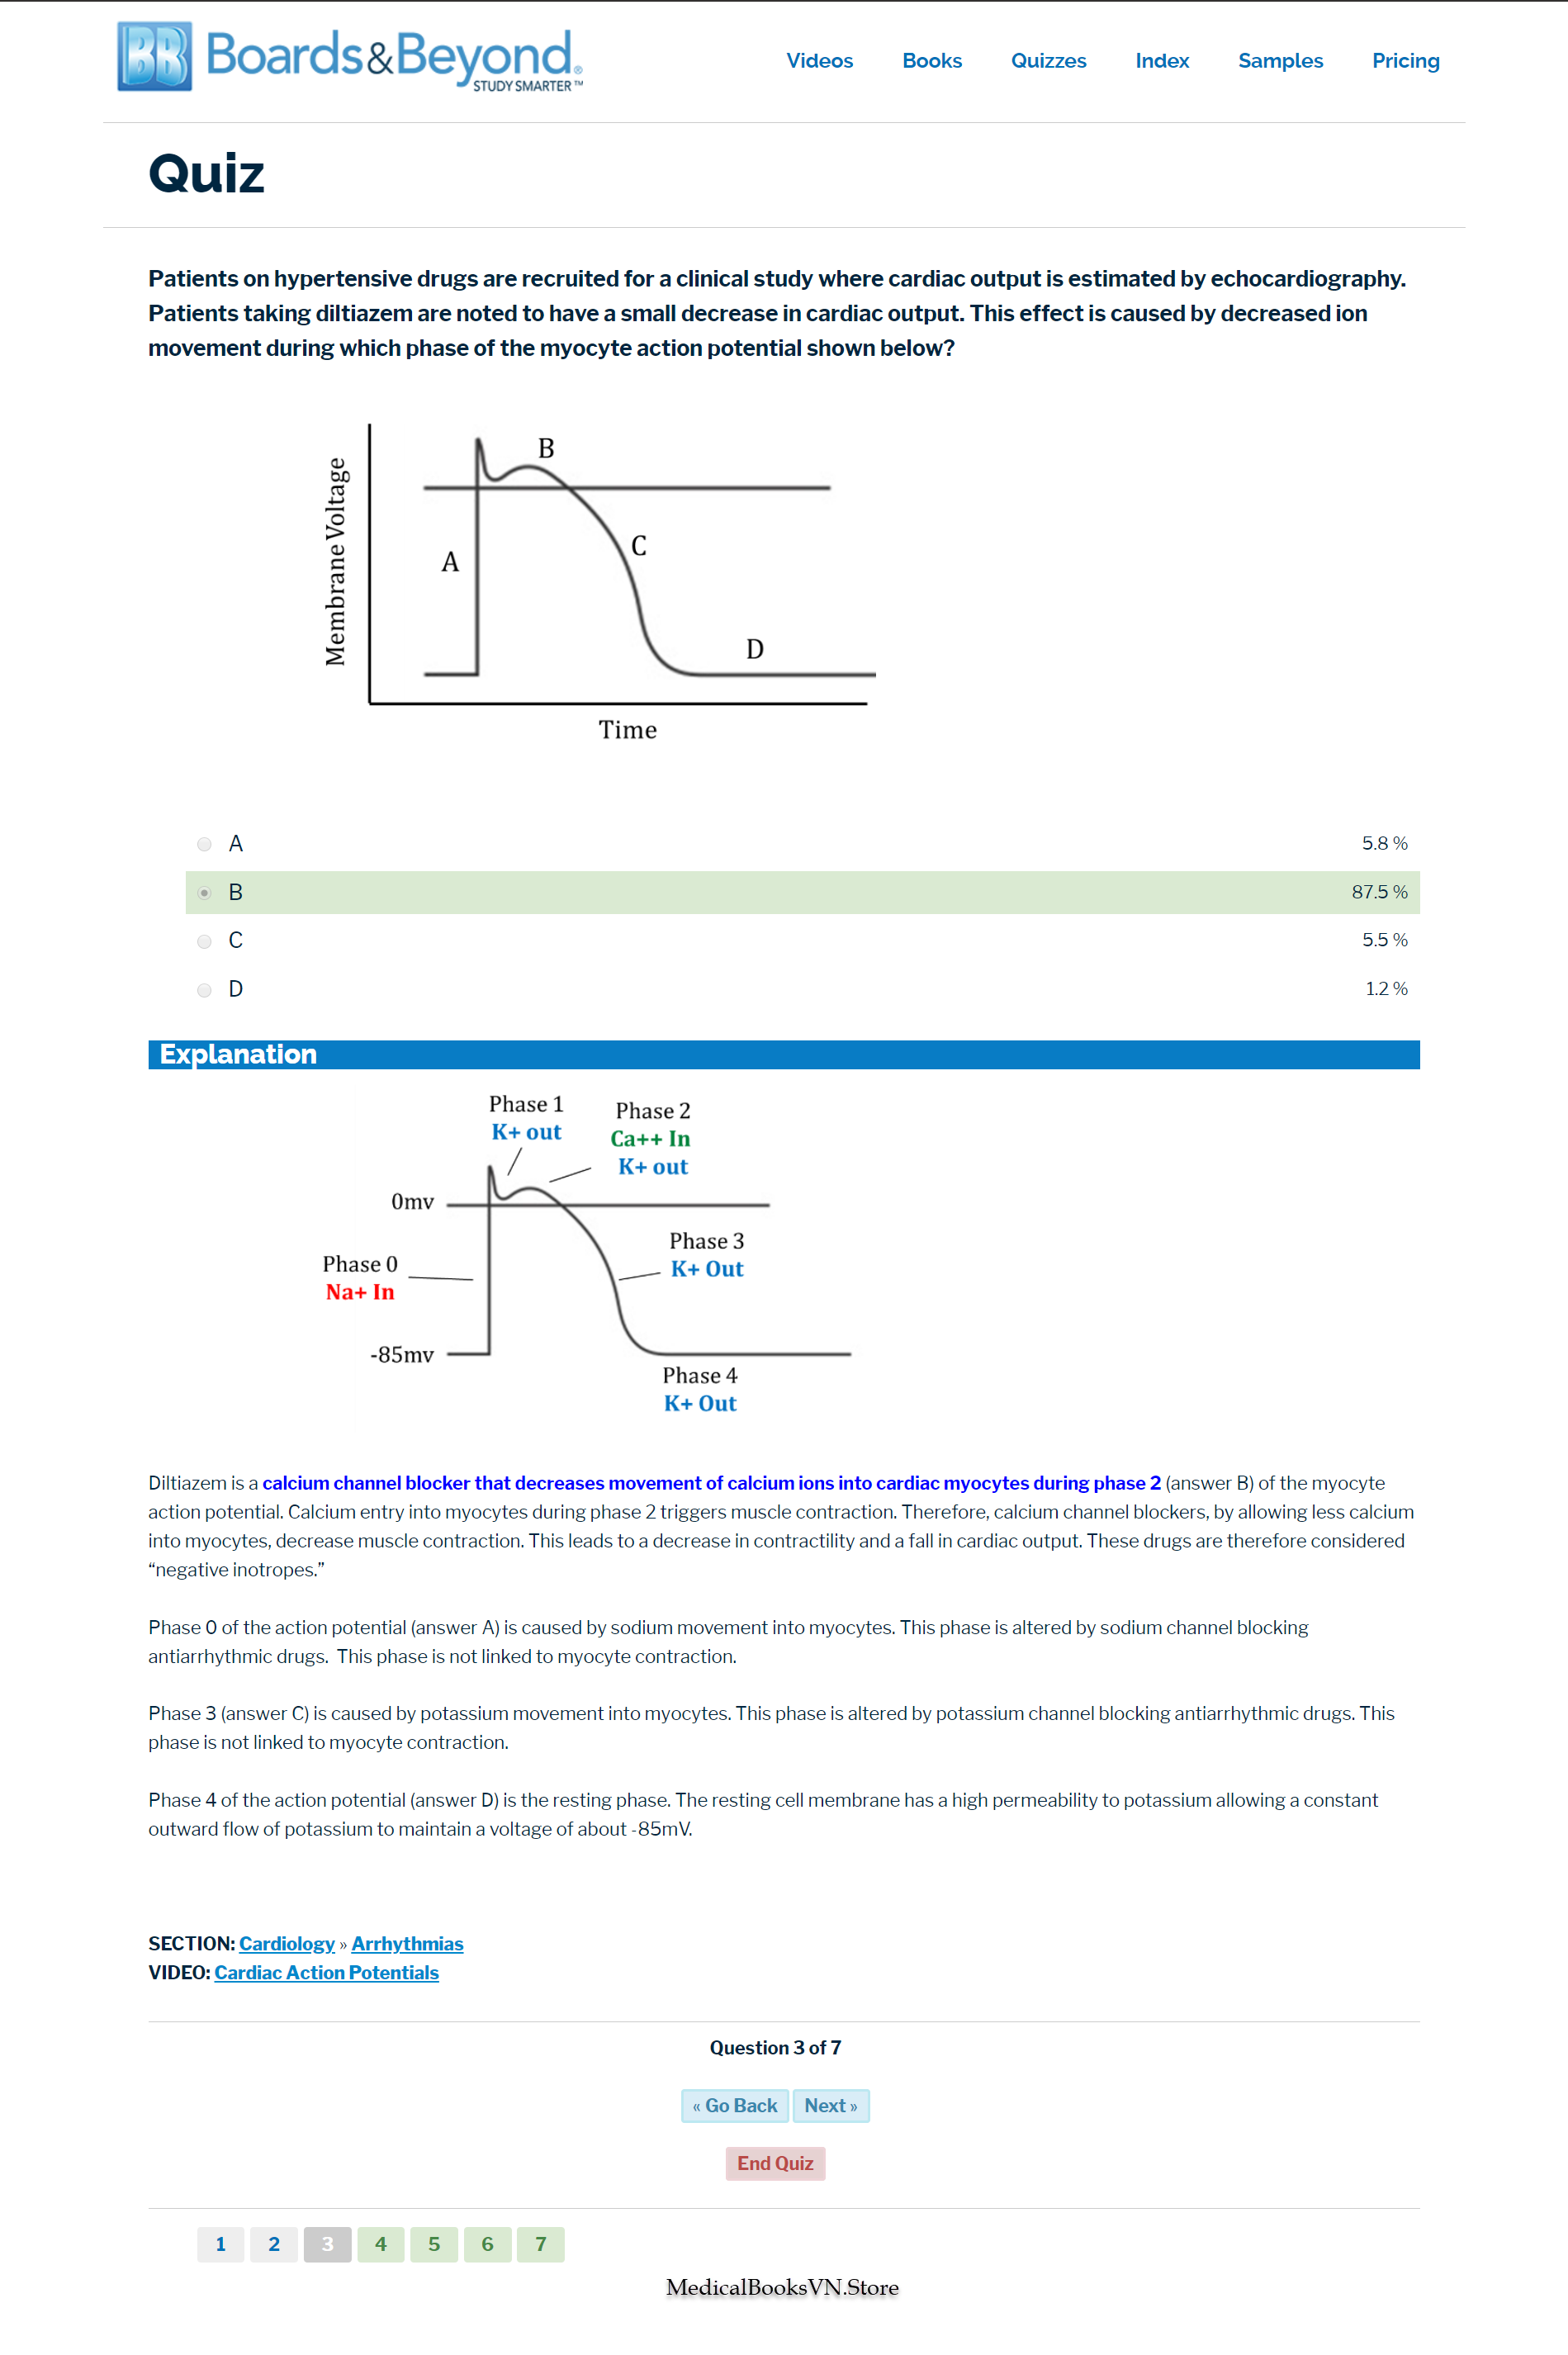 BB Boards&Beyond®
STUDY SMARTER™
Videos Books Quizzes Index Samples Pricing
Quiz
Patients on hypertensive drugs are recruited for a clinical study where cardiac output is estimated by echocardiography.
Patients taking diltiazem are noted to have a small decrease in cardiac output. This effect is caused by decreased ion
movement during which phase of the myocyte action potential shown below?
Membrane Voltage
B
C
A
D
Time
A 5.8 %
B 87.5 %
C 5.5 %
D 1.2 %
Explanation
Phase 1
K+ out
Phase 2
Ca++ In
K+ out
0mv
Phase 3
K+ Out
Phase 0
Na+ In
-85mv
Phase 4
K+ Out
Diltiazem is a calcium channel blocker that decreases movement of calcium ions into cardiac myocytes during phase 2 (answer B) of the myocyte
action potential. Calcium entry into myocytes during phase 2 triggers muscle contraction. Therefore, calcium channel blockers, by allowing less calcium
into myocytes, decrease muscle contraction. This leads to a decrease in contractility and a fall in cardiac output. These drugs are therefore considered
“negative inotropes.”
Phase 0 of the action potential (answer A) is caused by sodium movement into myocytes. This phase is altered by sodium channel blocking
antiarrhythmic drugs.  This phase is not linked to myocyte contraction.
Phase 3 (answer C) is caused by potassium movement into myocytes. This phase is altered by potassium channel blocking antiarrhythmic drugs. This
phase is not linked to myocyte contraction.
Phase 4 of the action potential (answer D) is the resting phase. The resting cell membrane has a high permeability to potassium allowing a constant
outward flow of potassium to maintain a voltage of about -85mV.
SECTION: Cardiology » Arrhythmias
VIDEO: Cardiac Action Potentials
Question 3 of 7
« Go Back Next »
End Quiz
1 2 3 4 5 6 7
MedicalBooksVN.Store